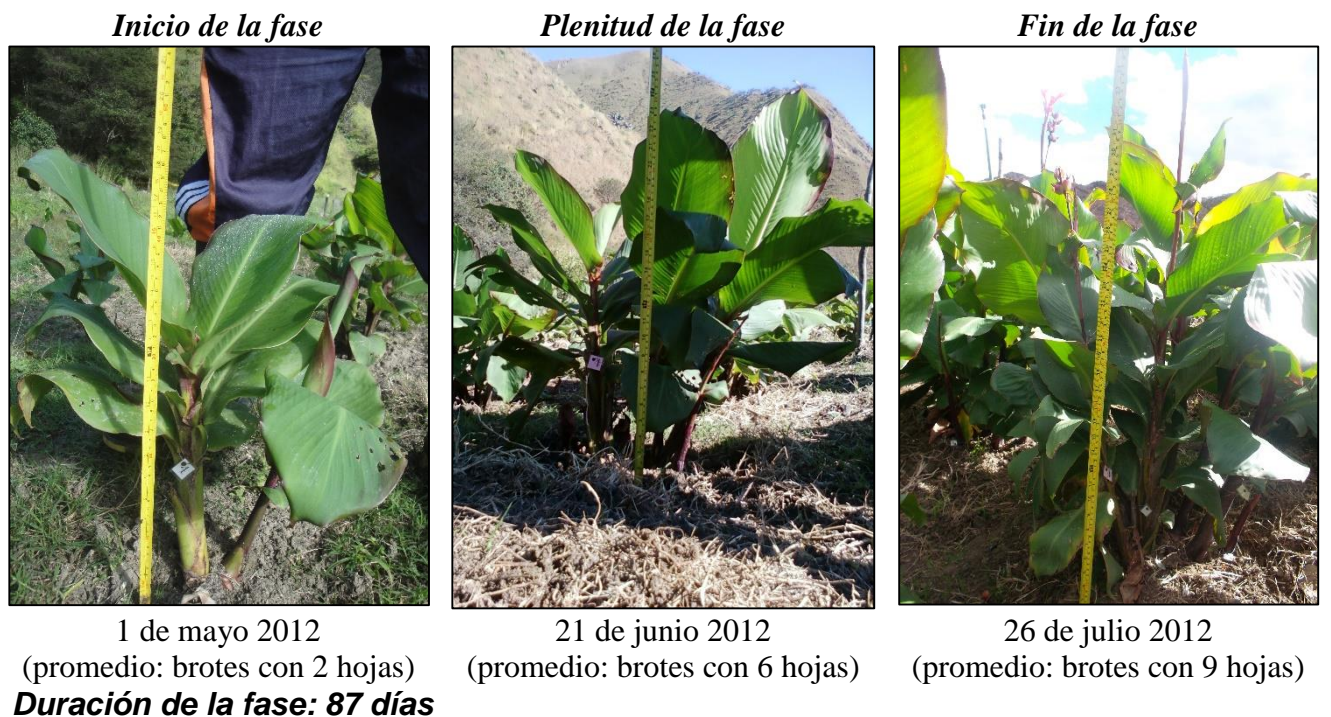 Inicio de la fase
Plenitud de la fase
Fin de la fase
1 de mayo 2012
(promedio: brotes con 2 hojas)
21 de junio 2012
(promedio: brotes con 6 hojas)
26 de julio 2012
(promedio: brotes con 9 hojas)
Duración de la fase: 87 días